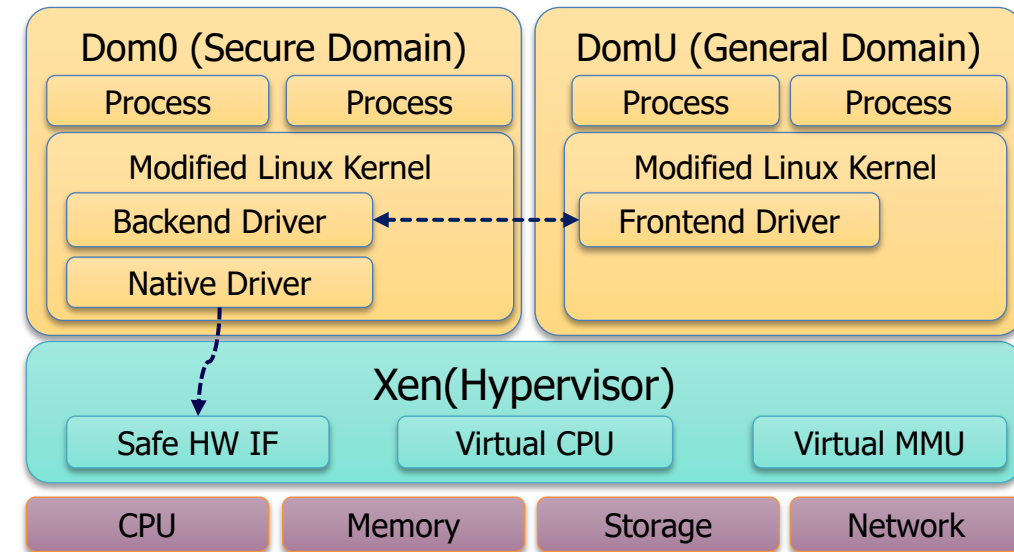 Dom0 (Secure Domain)
Process
Process
Modified Linux Kernel
Backend Driver
Native Driver
DomU (General Domain)
Process
Process
Modified Linux Kernel
Frontend Driver
Xen(Hypervisor)
Safe HW IF
Virtual CPU
Virtual MMU
CPU
Memory
Storage
Network